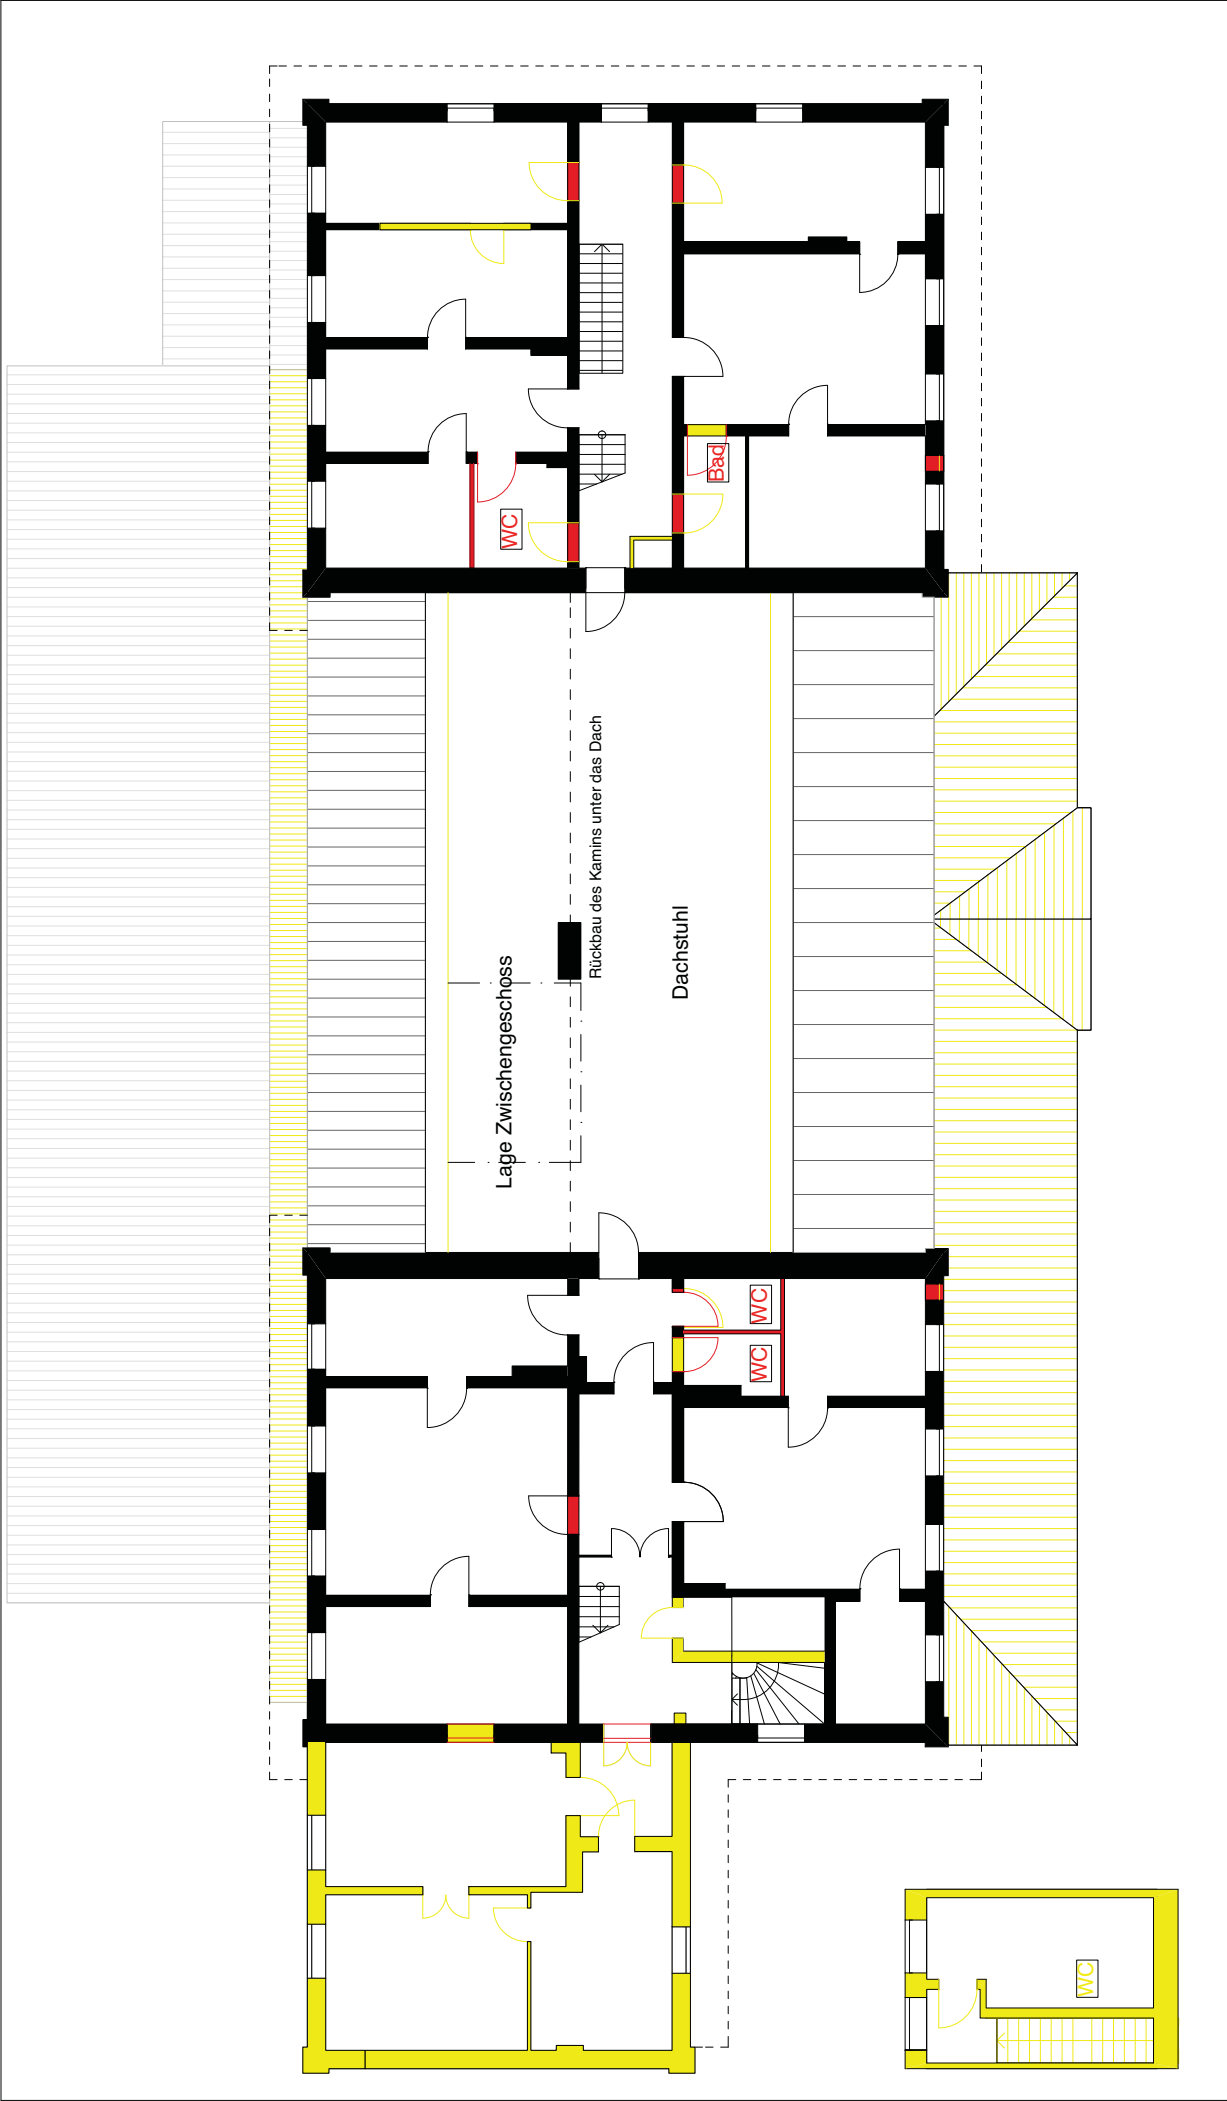 Bad
WC
Rückbau des Kamins unter das Dach
Dachstuhl
Lage Zwischengeschoss
WC
WC
WC